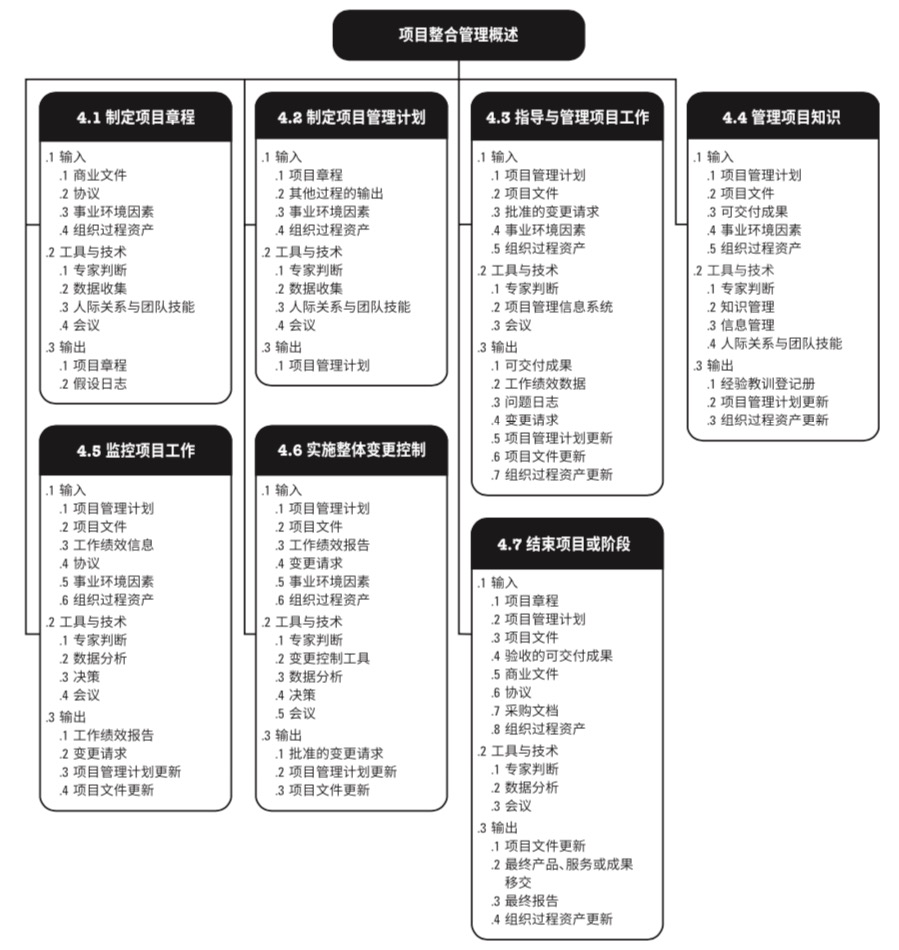 项目整合管理概述
4.1 制定项目章程
.1 输入
.1 商业文件
.2 协议
.3 事业环境因素
.4 组织过程资产
.2 工具与技术
.1 专家判断
.2 数据收集
.3 人际关系与团队技能
.4 会议
.3 输出
.1 项目章程
.2 假设日志
4.2 制定项目管理计划
.1 输入
.1 项目章程
.2 其他过程的输出
.3 事业环境因素
.4 组织过程资产
.2 工具与技术
.1 专家判断
.2 数据收集
.3 人际关系与团队技能
.4 会议
.3 输出
.1 项目管理计划
4.3 指导与管理项目工作
.1 输入
.1 项目管理计划
.2 项目文件
.3 批准的变更请求
.4 事业环境因素
.5 组织过程资产
.2 工具与技术
.1 专家判断
.2 项目管理信息系统
.3 会议
.3 输出
.1 可交付成果
.2 工作绩效数据
.3 问题日志
.4 变更请求
.5 项目管理计划更新
.6 项目文件更新
.7 组织过程资产更新
4.4 管理项目知识
.1 输入
.1 项目管理计划
.2 项目文件
.3 可交付成果
.4 事业环境因素
.5 组织过程资产
.2 工具与技术
.1 专家判断
.2 知识管理
.3 信息管理
.4 人际关系与团队技能
.3 输出
.1 经验教训登记册
.2 项目管理计划更新
.3 组织过程资产更新
4.5 监控项目工作
.1 输入
.1 项目管理计划
.2 项目文件
.3 工作绩效信息
.4 协议
.5 事业环境因素
.6 组织过程资产
.2 工具与技术
.1 专家判断
.2 数据分析
.3 决策
.4 会议
.3 输出
.1 工作绩效报告
.2 变更请求
.3 项目管理计划更新
.4 项目文件更新
4.6 实施整体变更控制
.1 输入
.1 项目管理计划
.2 项目文件
.3 工作绩效报告
.4 变更请求
.5 事业环境因素
.6 组织过程资产
.2 工具与技术
.1 专家判断
.2 变更控制工具
.3 数据分析
.4 决策
.5 会议
.3 输出
.1 批准的变更请求
.2 项目管理计划更新
.3 项目文件更新
4.7 结束项目或阶段
.1 输入
.1 项目章程
.2 项目管理计划
.3 项目文件
.4 验收的可交付成果
.5 商业文件
.6 协议
.7 采购文档
.8 组织过程资产
.2 工具与技术
.1 专家判断
.2 数据分析
.3 会议
.3 输出
.1 项目文件更新
.2 最终产品、服务或成果
移交
.3 最终报告
.4 组织过程资产更新